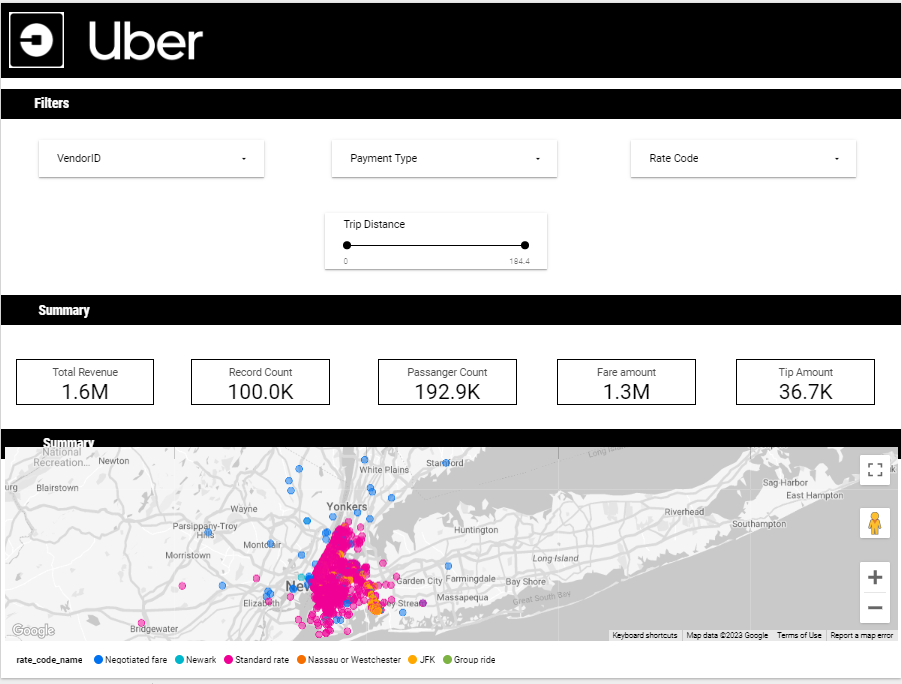 Uber
Filters
VendorID
Payment Type
Rate Code
Trip Distance
0 184.4
Summary
Total Revenue
1.6M
Record Count
100.0K
Passanger Count
192.9K
Fare amount
1.3M
Tip Amount
36.7K
Summary
National
Recreation...
Newton
White Plains
Stamford
Long Isl
urg
Blairstown
Sag Harbor
East Hampton
Wayne
Yonkers
Riverhead
Southampton
Parsippany-Troy
Hills
Montclair
Huntington
Morristown
Long Island
New
Garden City
Farmingdale
Bay Shore
Elizabeth
Massapequa
Great South Bay
Bridgewater
Google
Keyboard shortcuts
Map data ©2023 Google
Terms of Use
Report a map error
rate_code_name Negotiated fare Newark Standard rate Nassau or Westchester JFK Group ride